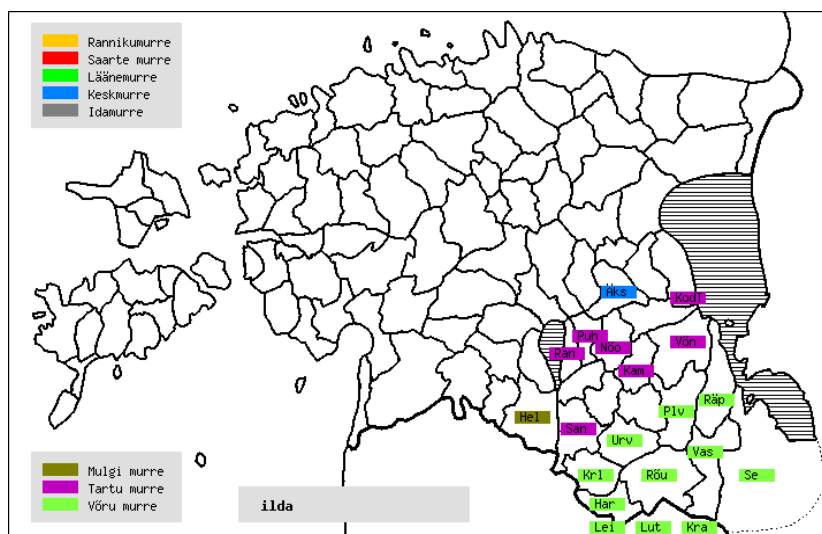 Rannikumurre
Saarte murre
Läänemurre
Keskmurre
Idamurre
Äks
KodT
Puh
Ran
Nõo
Võn
Kam
Hel
San
Plv
Räp
Urv
Vas
Krl
Rõu
Se
Har
Lei
Lut
Kra
Mulgi murre
Tartu murre
Võru murre
ilda